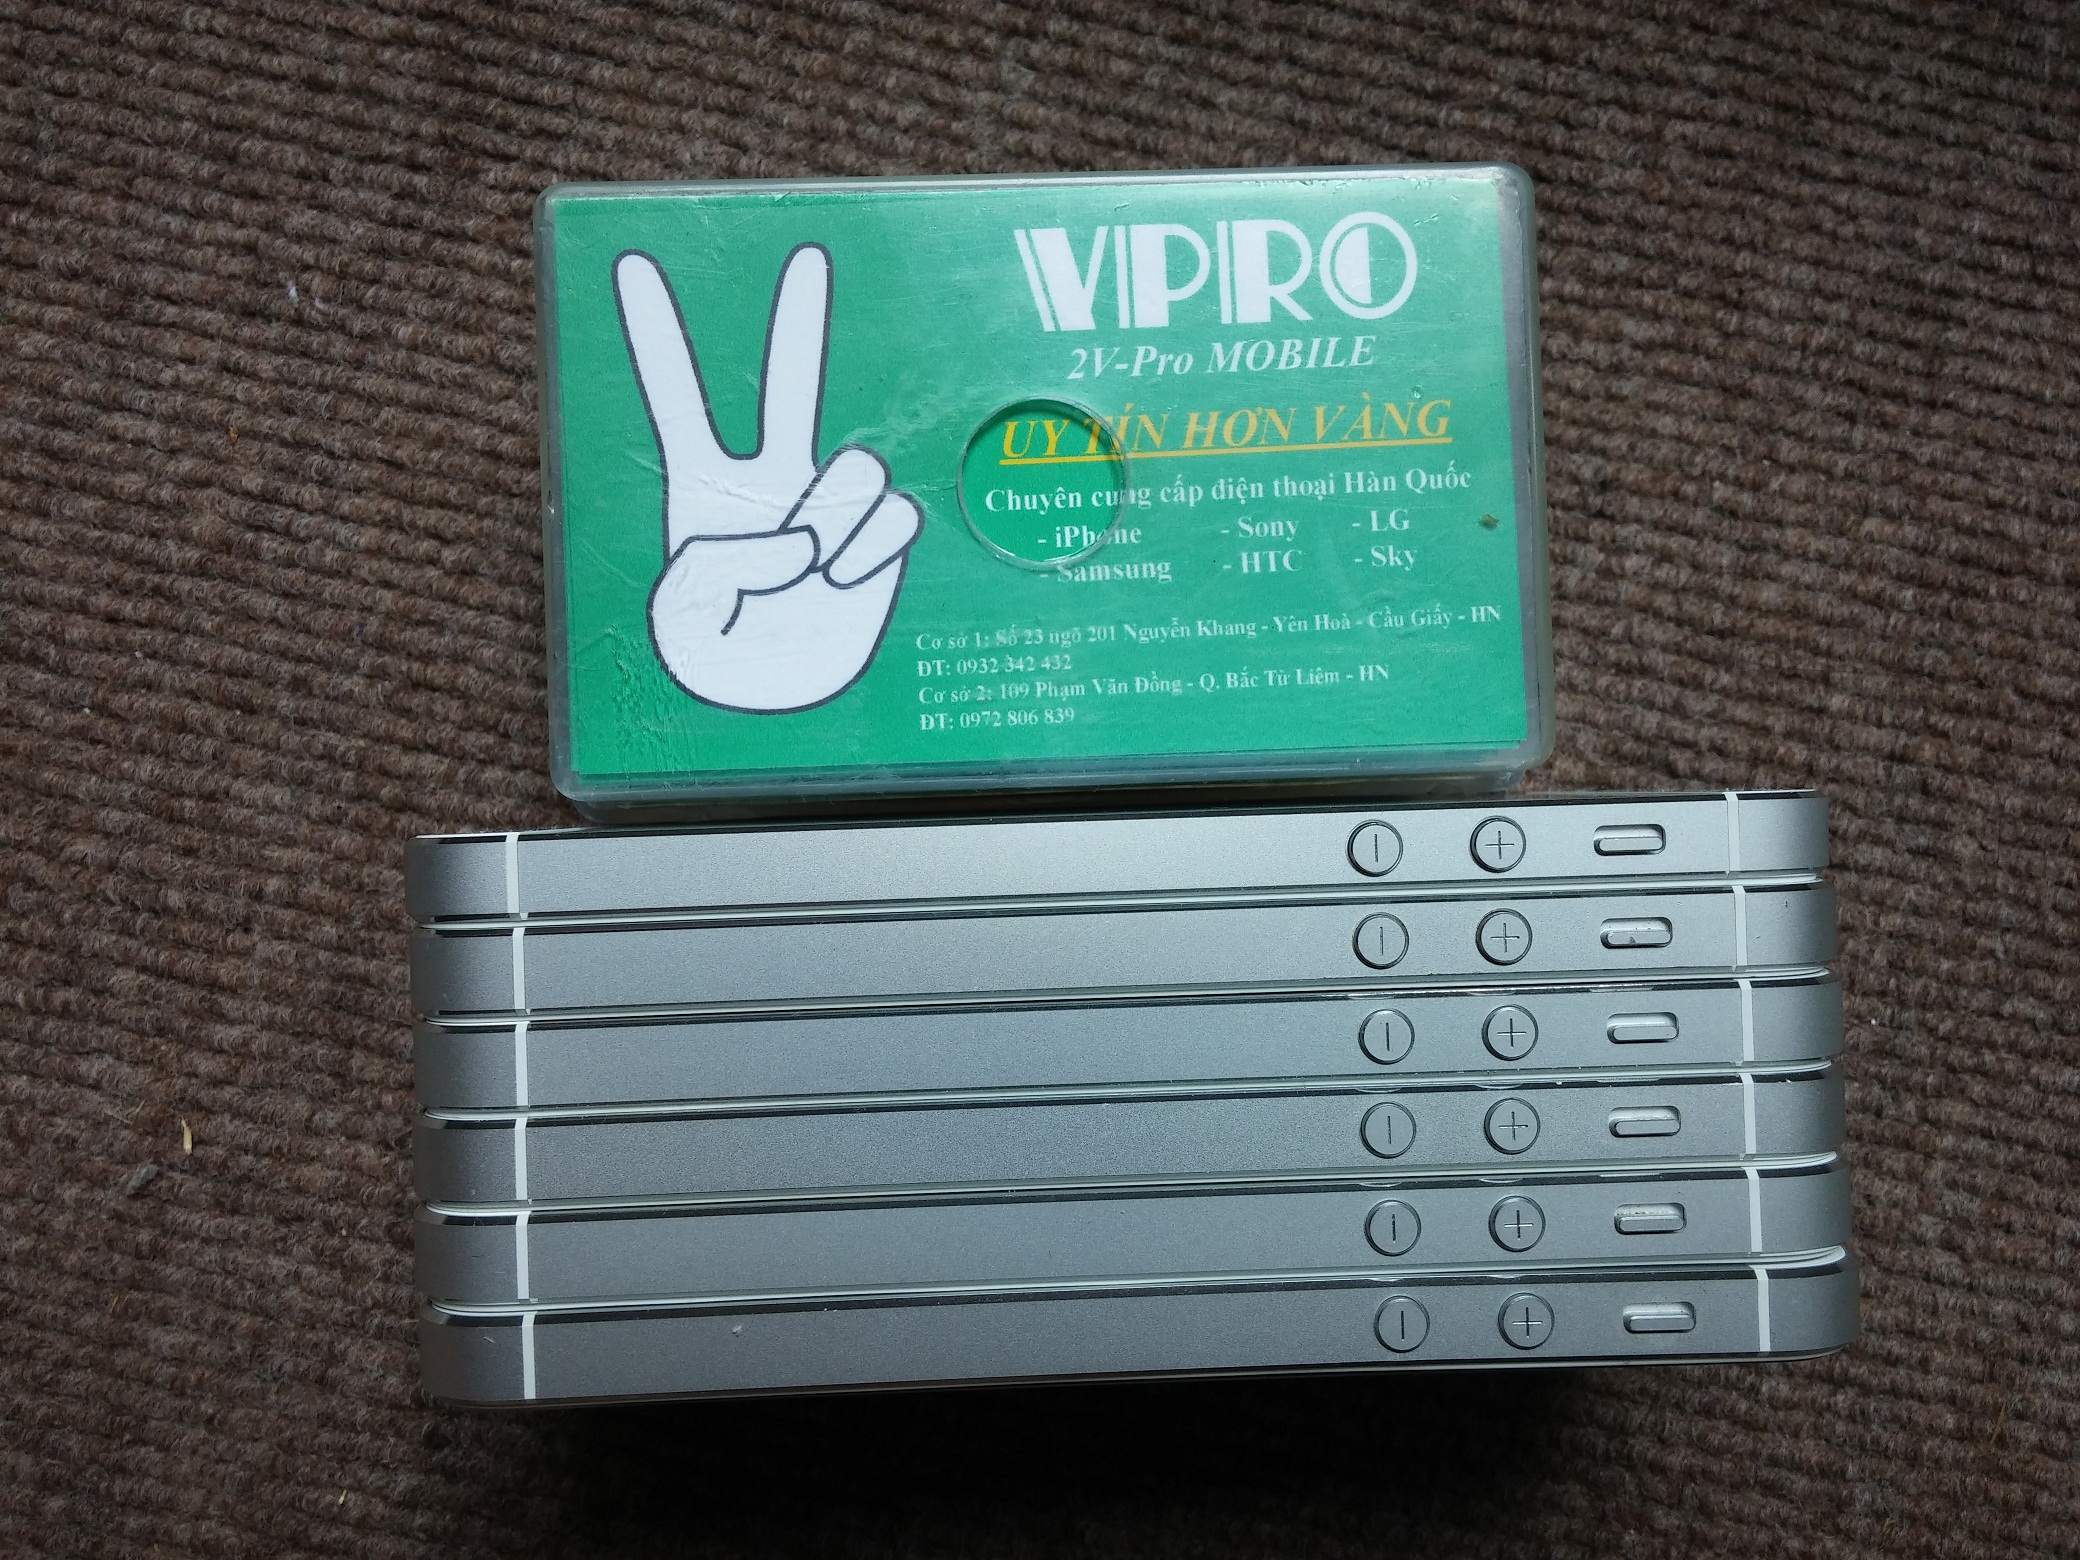 VPRO
2V-Pro MOBILE
UY TÍN HƠN VÀNG
Chuyên cung cấp điện thoại Hàn Quốc
- iPhone - Sony - LG
- Samsung - HTC - Sky
Cơ sở 1: Số 23 ngõ 201 Nguyễn Khang - Yên Hoà - Cầu Giấy - HN
ĐT: 0932 342 432
Cơ sở 2: 109 Phạm Văn Đồng - Q. Bắc Từ Liêm - HN
ĐT: 0972 806 839